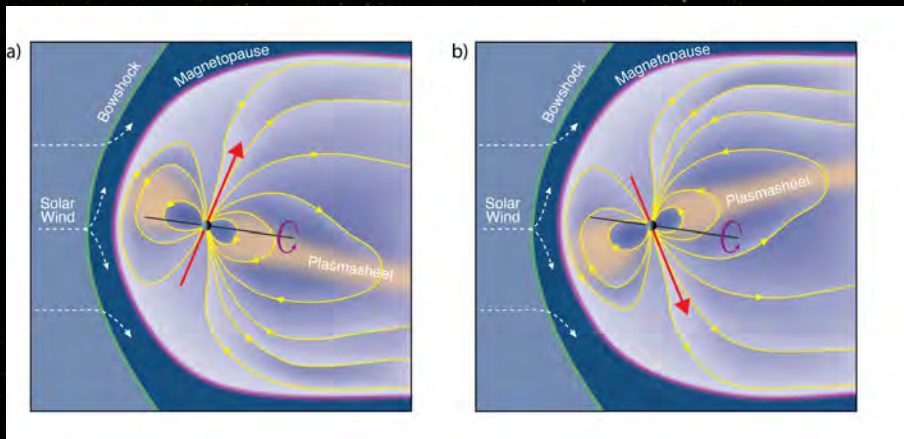 a)
Bowshock
Magnetopause
Solar
Wind
Plasmasheel
b)
Bowshock
Magnetopause
Solar
Wind
Plasmasheel